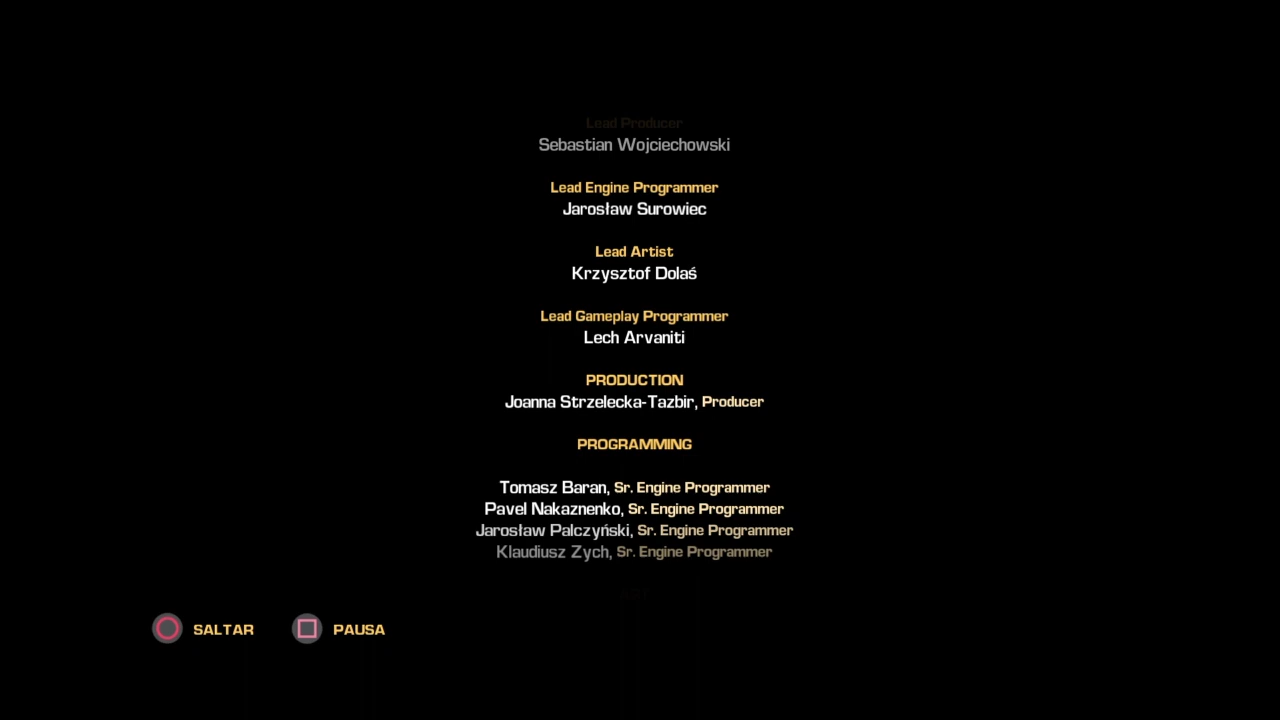 Lead Producer
Sebastian Wojciechowski
Lead Engine Programmer
Jarosław Surowiec
Lead Artist
Krzysztof Dolaś
Lead Gameplay Programmer
Lech Arvaniti
PRODUCTION
Joanna Strzelecka-Tazbir, Producer
PROGRAMMING
Tomasz Baran, Sr. Engine Programmer
Pavel Nakaznenko, Sr. Engine Programmer
Jarosław Palczyński, Sr. Engine Programmer
Klaudiusz Zych, Sr. Engine Programmer
SALTAR PAUSA